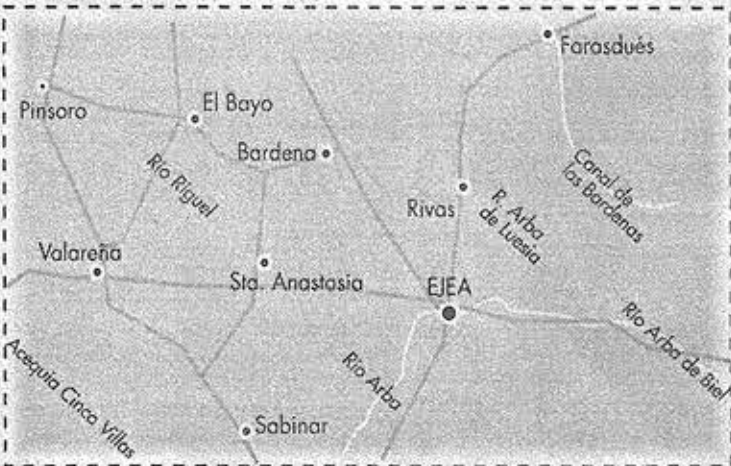 Farasdués
Pinsoro
El Bayo
Bardena
Río Riguel
Canal de
las Bardenas
Rivas
R. Arba
de Luesia
Valareña
Sta. Anastasia
EJEA
Río Arba de Biel
Río Arba
Acequia Cinco Villas
Sabinar